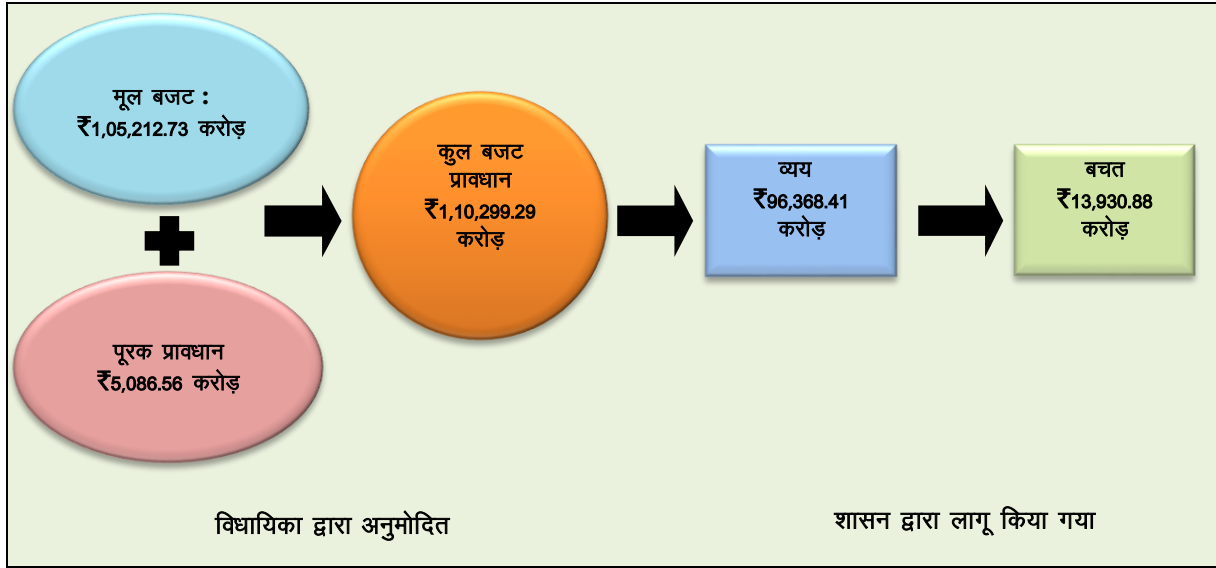 मूल बजट :
₹1,05,212.73 करोड़
पूरक प्रावधान
₹5,086.56 करोड़
कुल बजट
प्रावधान
₹1,10,299.29
करोड़
व्यय
₹96,368.41
करोड़
बचत
₹13,930.88
करोड़
विधायिका द्वारा अनुमोदित
शासन द्वारा लागू किया गया